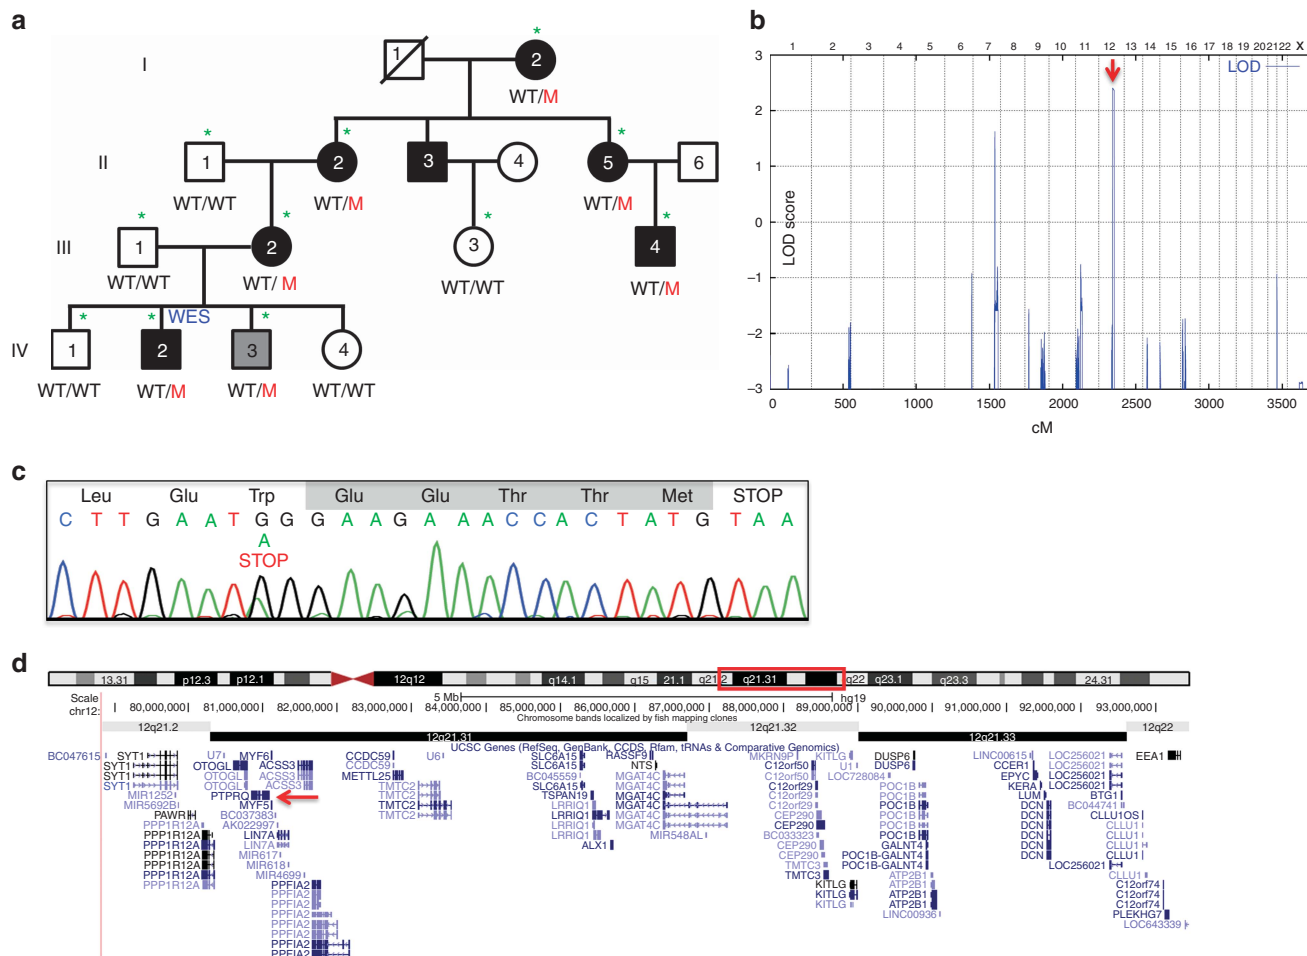 a
I
1
2
*
WT/M
II
* * *
1 2 3 4 5 6
WT/WT WT/M WT/M
III
* * * *
1 2 3 4
WT/WT WT/ M WT/WT WT/M
WES
IV
* * *
1 2 3 4
WT/WT WT/M WT/M WT/WT
b
1 2 3 4 5 6 7 8 9 10 11 12 13 14 15 16 17 18 19 20 21 22 X
LOD
LOD score
3
2
1
0
−1
−2
−3
0 500 1000 1500 2000 2500 3000 3500
cM
c
Leu Glu Trp Glu Glu Thr Thr Met STOP
C T T G A A T G G G A A G A A A C C A C T A T G T A A
A
STOP
d
13.31 p12.3 p12.1 12q12 q14.1 q15 21.1 q21.2 q21.31 q22 q23.1 q23.3 24.31
Scale 5 Mb hg19
chr12: 80,000,000 81,000,000 82,000,000 83,000,000 84,000,000 85,000,000 86,000,000 87,000,000 88,000,000 89,000,000 90,000,000 91,000,000 92,000,000 93,000,000
Chromosome bands localized by fish mapping clones
12q21.2 12q21.31 12q21.32 12q21.33 12q22
UCSC Genes (RefSeq, GenBank, CCDS, Rfam, tRNAs & Comparative Genomics)
BC047615 SYT1 U7 MYF6 CCDC59 U6 SLC6A15 RASSF9 MKRN9P KITLG DUSP6 LINC00615 LOC256021 EEA1
SYT1 OTOGL ACSS3 CCDC59 SLC6A15 NTS C12orf50 U1 DUSP6 CCER1 LOC256021
SYT1 OTOGL ACSS3 METTL25 BC045559 MGAT4C C12orf29 LOC728084 EPYC LOC256021
SYT1 OTOGL ACSS3 TMTC2 SLC6A15 MGAT4C C12orf29 POC1B KERA LOC256021
MIR1252 PTPRQ TMTC2 TSPAN19 MGAT4C C12orf29 POC1B LUM BTG1
MIR5692B MYF5 TMTC2 LRRIQ1 MGAT4C C12orf29 POC1B DCN BC044741
PAWR BC037383 TMTC2 LRRIQ1 MGAT4C CEP290 POC1B DCN CLLU1OS
PPP1R12A AK022997 LRRIQ1 MGAT4C CEP290 POC1B DCN CLLU1
PPP1R12A LIN7A LRRIQ1 MIR548AL BC033323 POC1B DCN CLLU1
PPP1R12A LIN7A ALX1 CEP290 GALNT4 DCN CLLU1
PPP1R12A MIR617 CEP290 POC1B-GALNT4 DCN CLLU1
PPP1R12A MIR618 TMTC3 POC1B-GALNT4 LOC256021
PPP1R12A MIR4699 TMTC3 ATP2B1 CLLU1
PPP1R12A PPFIA2 KITLG ATP2B1 C12orf74
PPFIA2 KITLG ATP2B1 C12orf74
PPFIA2 KITLG ATP2B1 C12orf74
PPFIA2 LINC00936 PLEKHG7
PPFIA2 LOC643339
PPFIA2
PPFIA2
PPFIA2